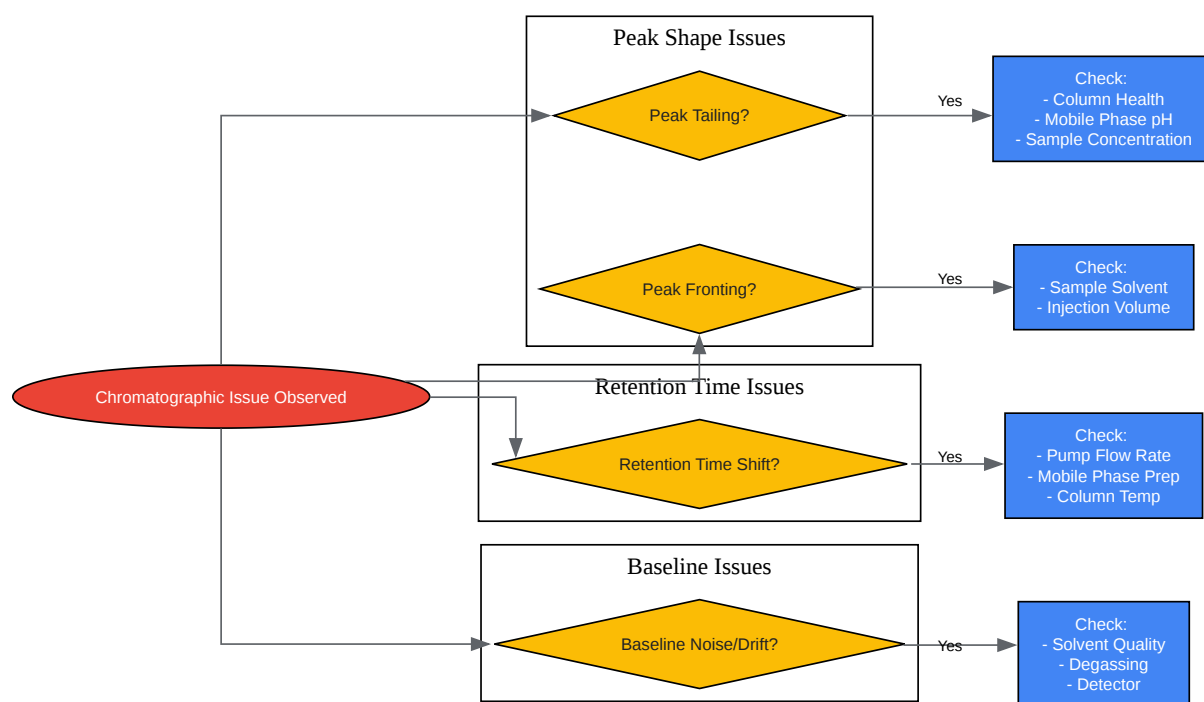 Peak Shape Issues
Peak Tailing?
Yes
Check:
- Column Health
- Mobile Phase pH
- Sample Concentration
Peak Fronting?
Yes
Check:
- Sample Solvent
- Injection Volume
Chromatographic Issue Observed
Retention Time Issues
Retention Time Shift?
Yes
Check:
- Pump Flow Rate
- Mobile Phase Prep
- Column Temp
Baseline Issues
Baseline Noise/Drift?
Yes
Check:
- Solvent Quality
- Degassing
- Detector